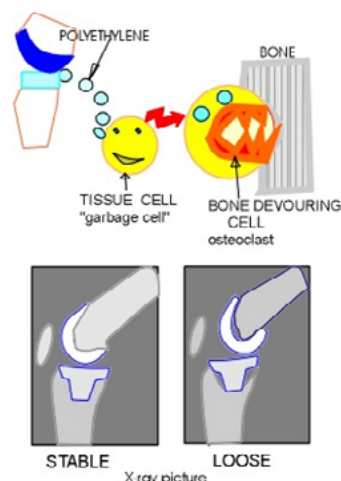 POLYETHYLENE
BONE
TISSUE CELL
"garbage cell"
BONE DEVOURING
CELL
osteoclast
STABLE
LOOSE
X-ray picture